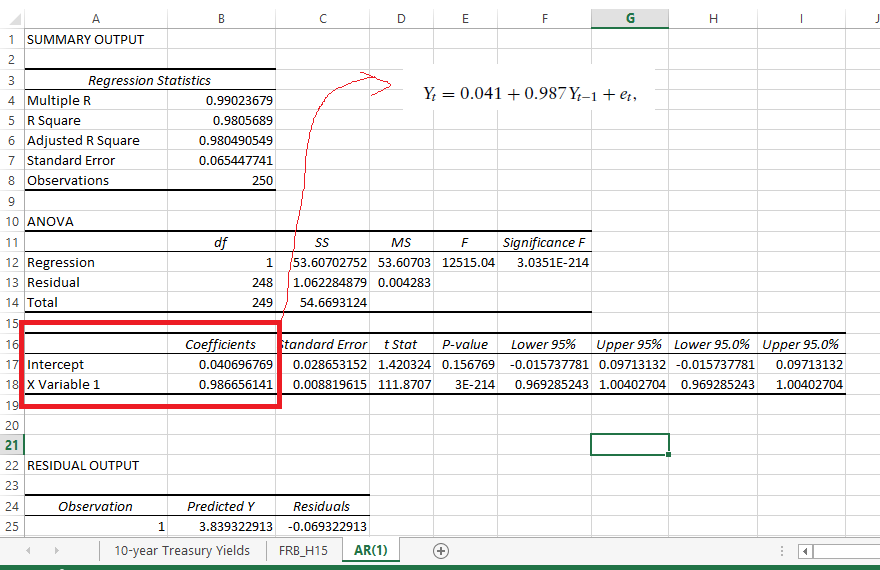 A B C D E F G H I J
1 SUMMARY OUTPUT
2
3 Regression Statistics
4 Multiple R 0.99023679
Yt = 0.041 + 0.987Yt−1 + et,
5 R Square 0.9805689
6 Adjusted R Square 0.980490549
7 Standard Error 0.065447741
8 Observations 250
9
10 ANOVA
11 df SS MS F Significance F
12 Regression 1 53.60702752 53.60703 12515.04 3.0351E-214
13 Residual 248 1.062284879 0.004283
14 Total 249 54.6693124
15
16 Coefficients Standard Error t Stat P-value Lower 95% Upper 95% Lower 95.0% Upper 95.0%
17 Intercept 0.040696769 0.028653152 1.420324 0.156769 -0.015737781 0.09713132 -0.015737781 0.09713132
18 X Variable 1 0.986656141 0.008819615 111.8707 3E-214 0.969285243 1.00402704 0.969285243 1.00402704
19
20
21
22 RESIDUAL OUTPUT
23
24 Observation Predicted Y Residuals
25 1 3.839322913 -0.069322913
10-year Treasury Yields FRB_H15 AR(1)